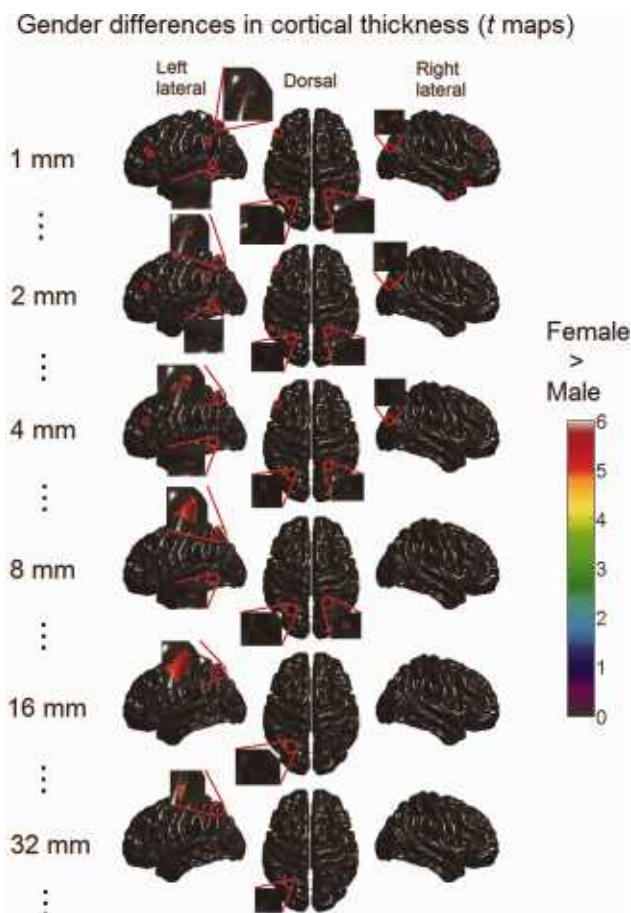 Gender differences in cortical thickness (t maps)
Left
lateral
Dorsal
Right
lateral
1 mm
2 mm
4 mm
8 mm
16 mm
32 mm
Female
>
Male
6
5
4
3
2
1
0